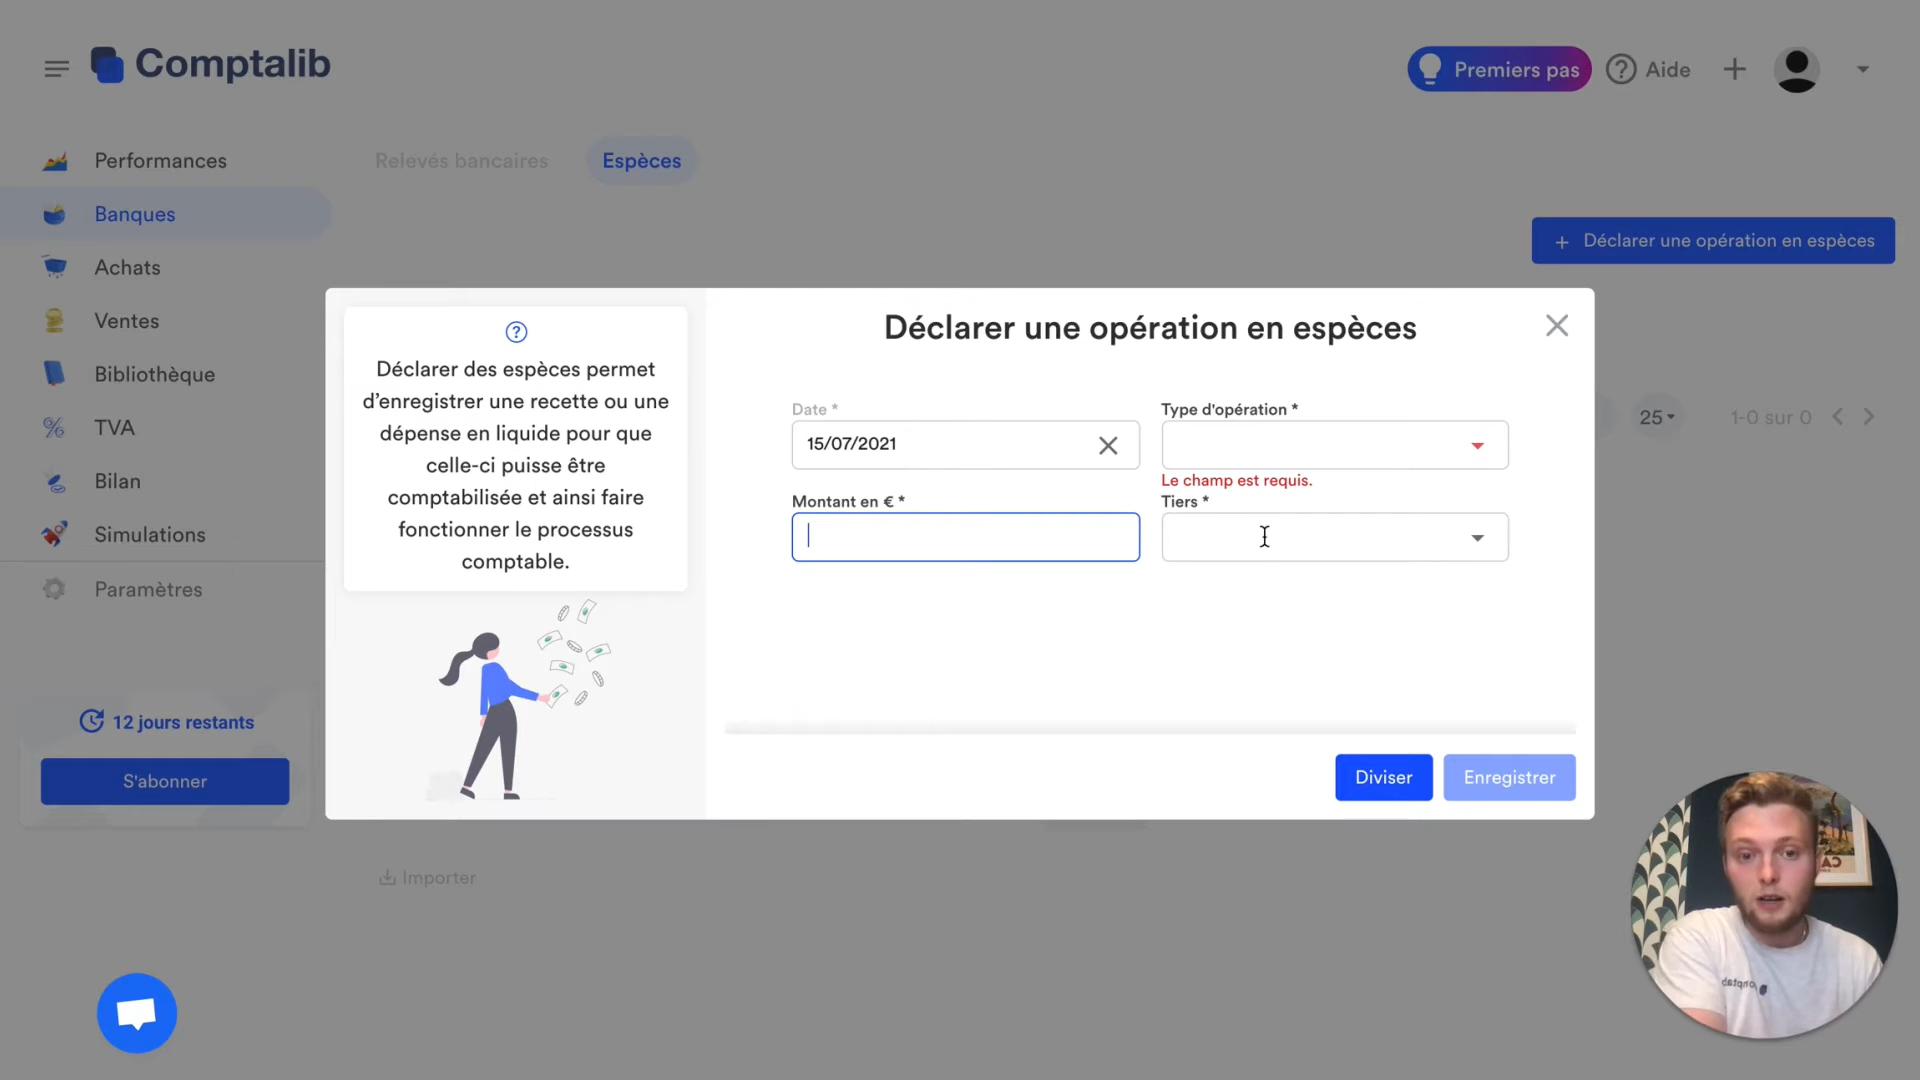 Comptalib
Premiers pas
Aide
Performances
Relevés bancaires
Espèces
Banques
Achats
+ Déclarer une opération en espèces
Ventes
Bibliothèque
TVA
Bilan
Simulations
Paramètres
25
1-0 sur 0
Déclarer des espèces permet
d’enregistrer une recette ou une
dépense en liquide pour que
celle-ci puisse être
comptabilisée et ainsi faire
fonctionner le processus
comptable.
Déclarer une opération en espèces
Date *
Type d'opération *
15/07/2021
Le champ est requis.
Montant en € *
Tiers *
Diviser
Enregistrer
12 jours restants
S'abonner
Importer